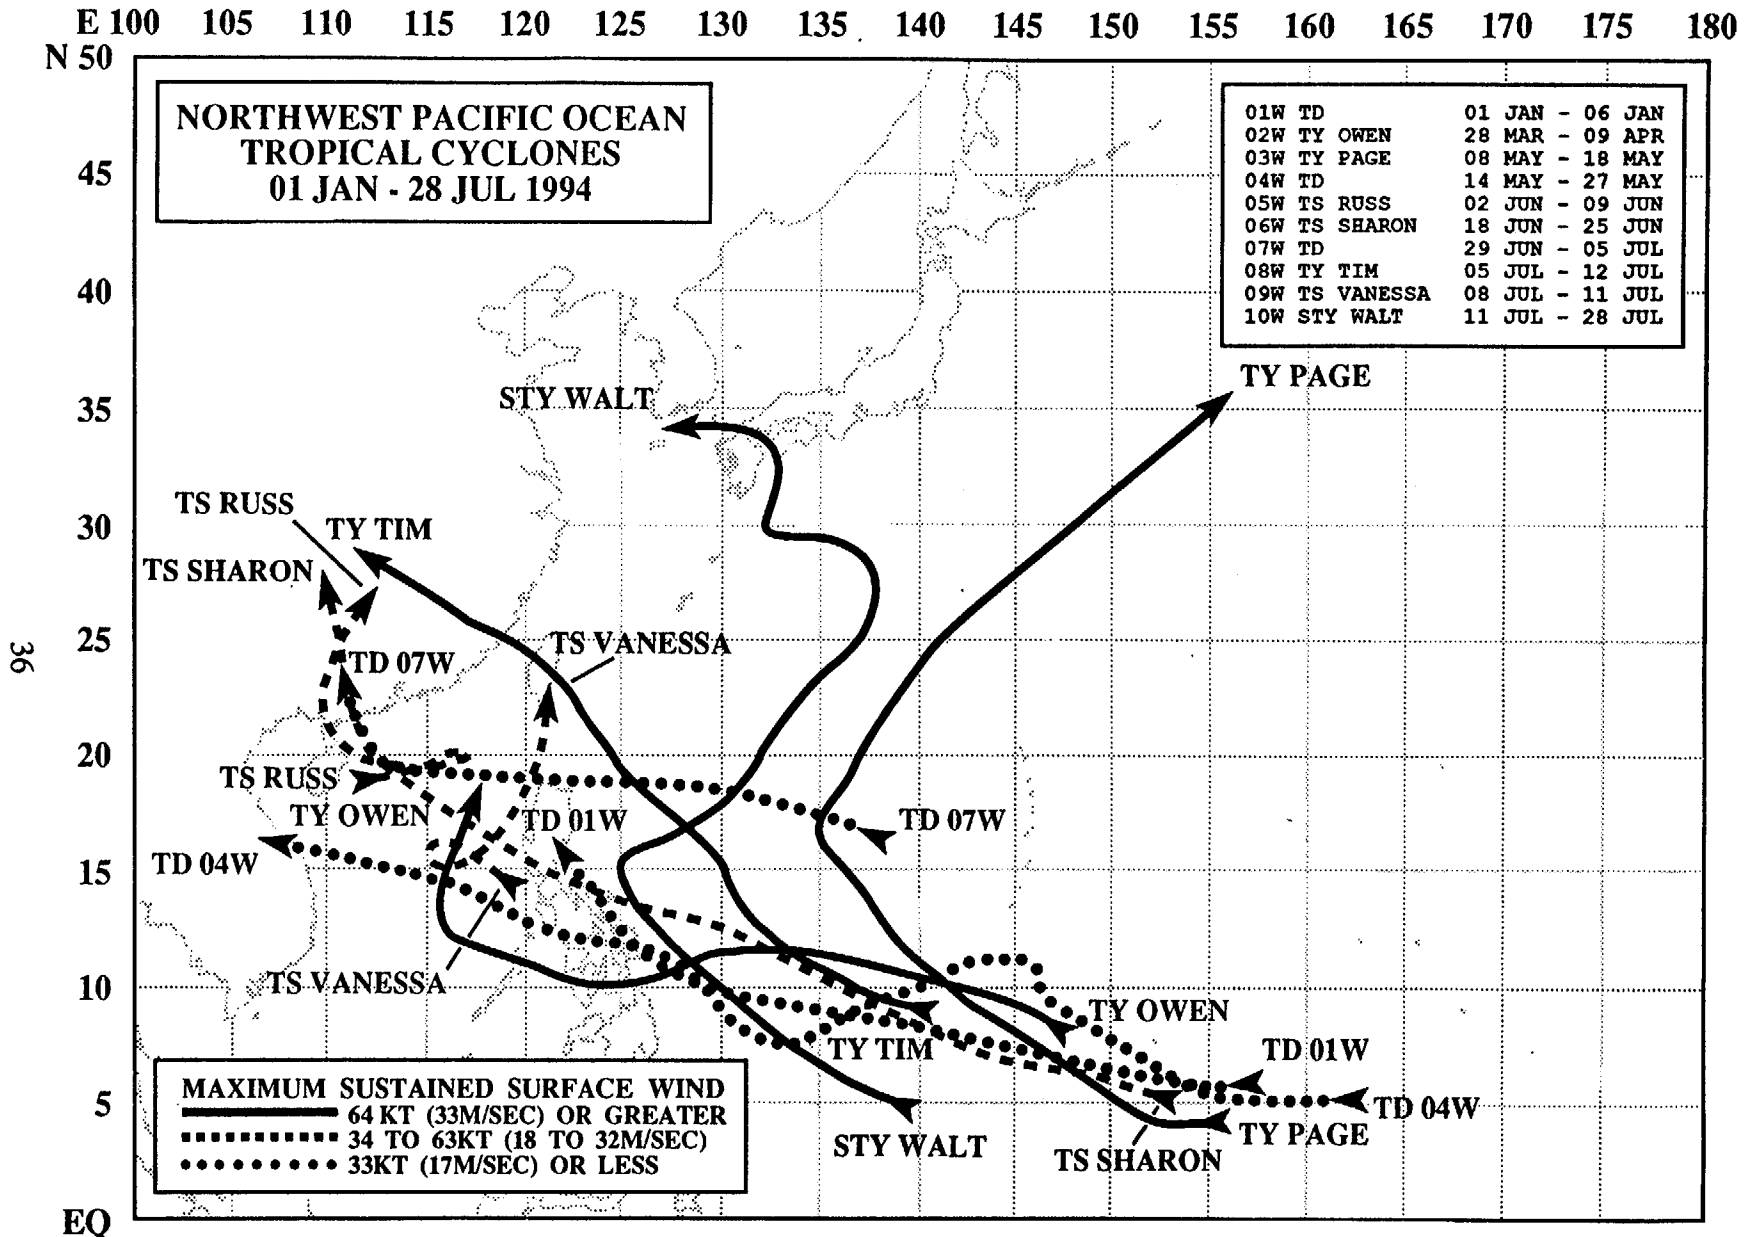 E 100 105 110 115 120 125 130 135 140 145 150 155 160 165 170 175 180
N 50
45
40
35
30
25
20
15
10
5
EQ
36
NORTHWEST PACIFIC OCEAN
TROPICAL CYCLONES
01 JAN - 28 JUL 1994
01W TD 01 JAN - 06 JAN
02W TY OWEN 28 MAR - 09 APR
03W TY PAGE 08 MAY - 18 MAY
04W TD 14 MAY - 27 MAY
05W TS RUSS 02 JUN - 09 JUN
06W TS SHARON 18 JUN - 25 JUN
07W TD 29 JUN - 05 JUL
08W TY TIM 05 JUL - 12 JUL
09W TS VANESSA 08 JUL - 11 JUL
10W STY WALT 11 JUL - 28 JUL
TY PAGE
STY WALT
TS RUSS
TY TIM
TS SHARON
TS VANESSA
TD 07W
TS RUSS
TY OWEN
TD 01W
TD 07W
TD 04W
TS VANESSA
TY OWEN
TY TIM
TD 01W
TD 04W
TY PAGE
STY WALT
TS SHARON
MAXIMUM SUSTAINED SURFACE WIND
64 KT (33M/SEC) OR GREATER
34 TO 63KT (18 TO 32M/SEC)
33KT (17M/SEC) OR LESS